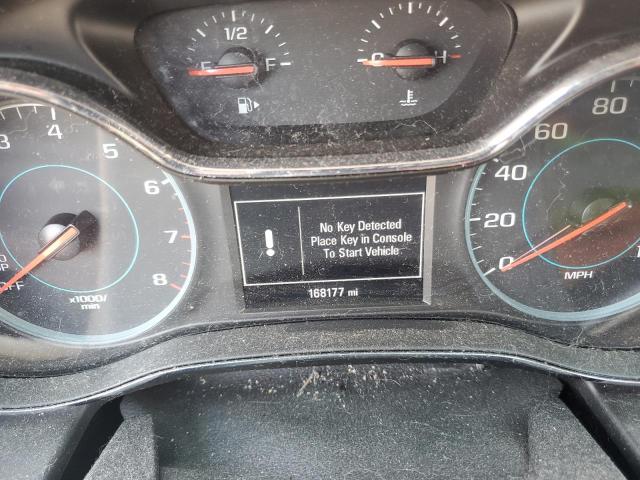 1/2
E F
C H
3 4 5 6 7 8
OFF
x1000/
min
No Key Detected
Place Key in Console
To Start Vehicle
168177 mi
0 20 40 60 80
MPH